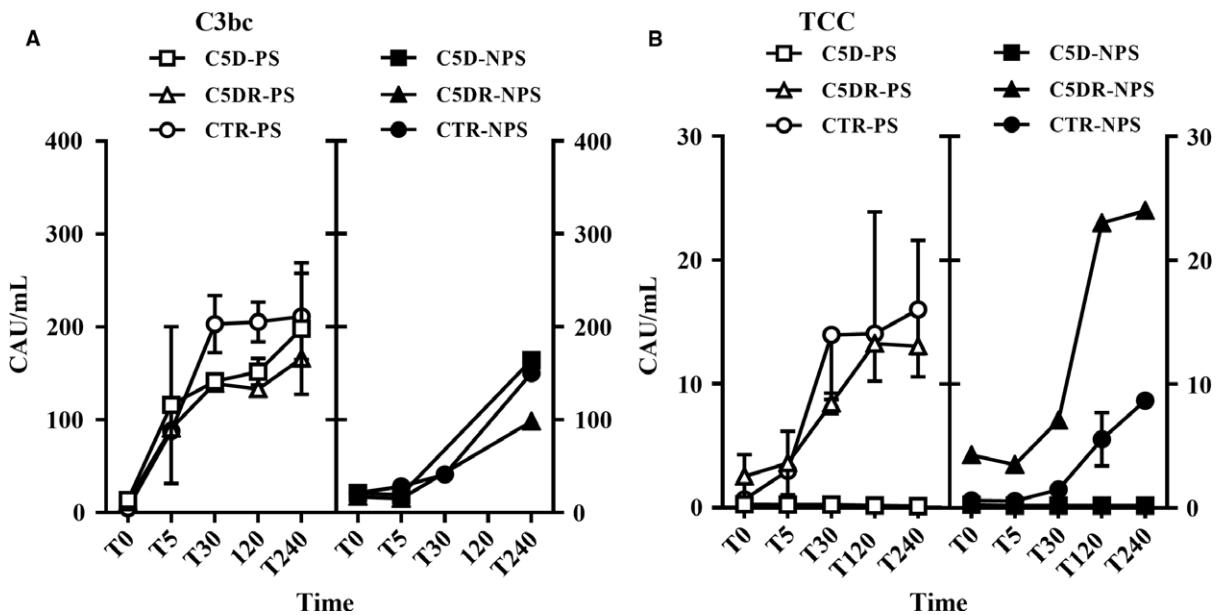 A
C3bc
C5D-PS
C5DR-PS
CTR-PS
C5D-NPS
C5DR-NPS
CTR-NPS
CAU/mL
400
300
200
100
0
400
300
200
100
0
T0
T5
T30
120
T240
T0
T5
T30
120
T240
Time
B
TCC
C5D-PS
C5DR-PS
CTR-PS
C5D-NPS
C5DR-NPS
CTR-NPS
CAU/mL
30
20
10
0
30
20
10
0
T0
T5
T30
T120
T240
T0
T5
T30
T120
T240
Time